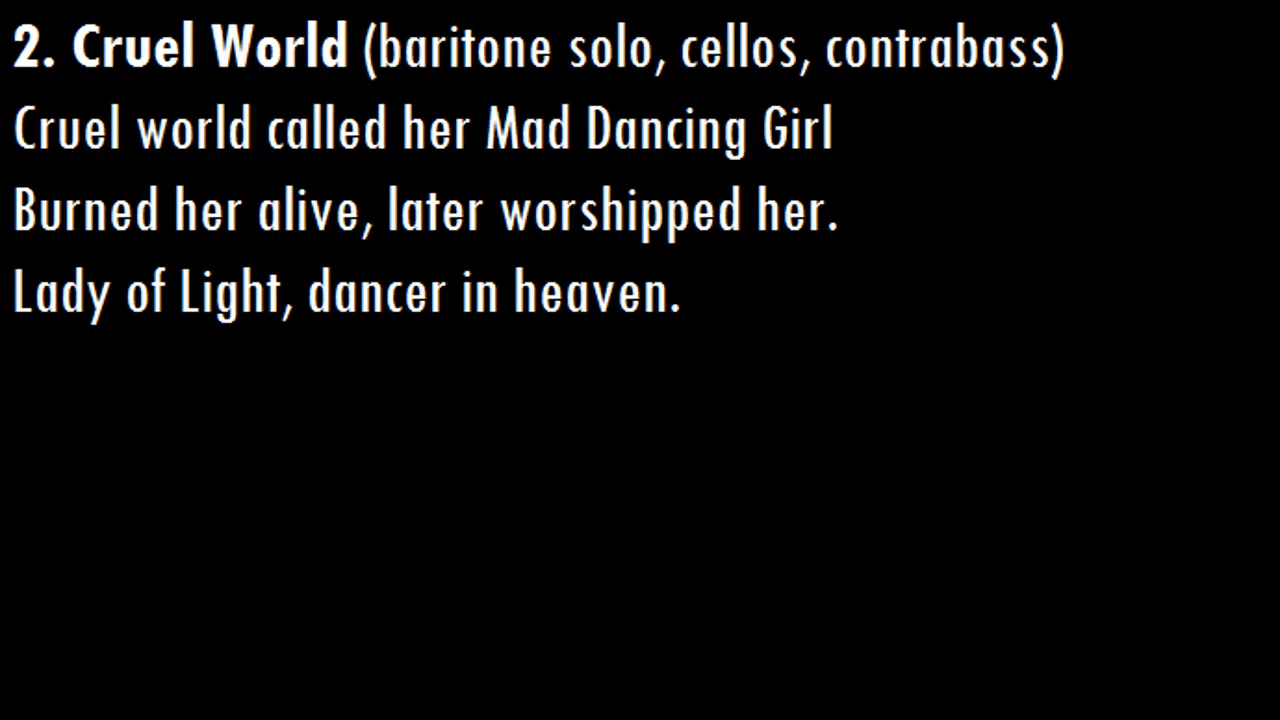 2. Cruel World (baritone solo, cellos, contrabass)
Cruel world called her Mad Dancing Girl
Burned her alive, later worshipped her.
Lady of Light, dancer in heaven.